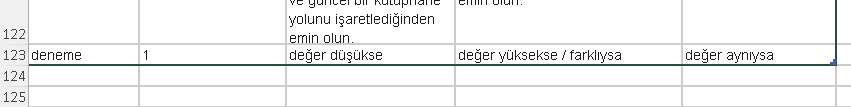 ve güncel bir kütüphane
emin olun.
yolunu işaretlediğinden
122
emin olun.
123 deneme 1 değer düşükse değer yüksekse / farklıysa değer aynıysa
124
125